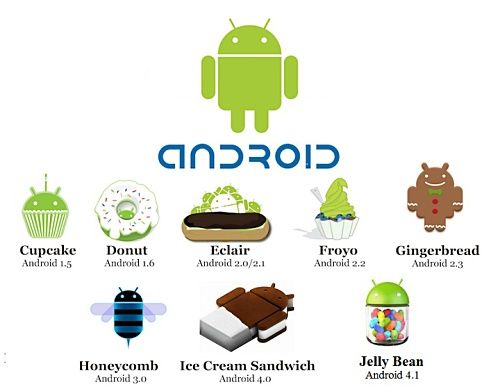 ANDROID
Cupcake Donut Eclair Froyo Gingerbread
Android 1.5 Android 1.6 Android 2.0/2.1 Android 2.2 Android 2.3
Honeycomb Ice Cream Sandwich Jelly Bean
Android 3.0 Android 4.0 Android 4.1